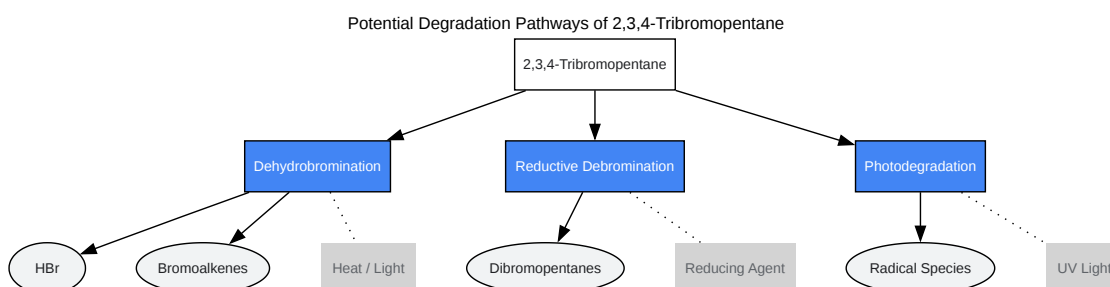 Potential Degradation Pathways of 2,3,4-Tribromopentane
2,3,4-Tribromopentane
Dehydrobromination
Reductive Debromination
Photodegradation
HBr
Bromoalkenes
Heat / Light
Dibromopentanes
Reducing Agent
Radical Species
UV Light